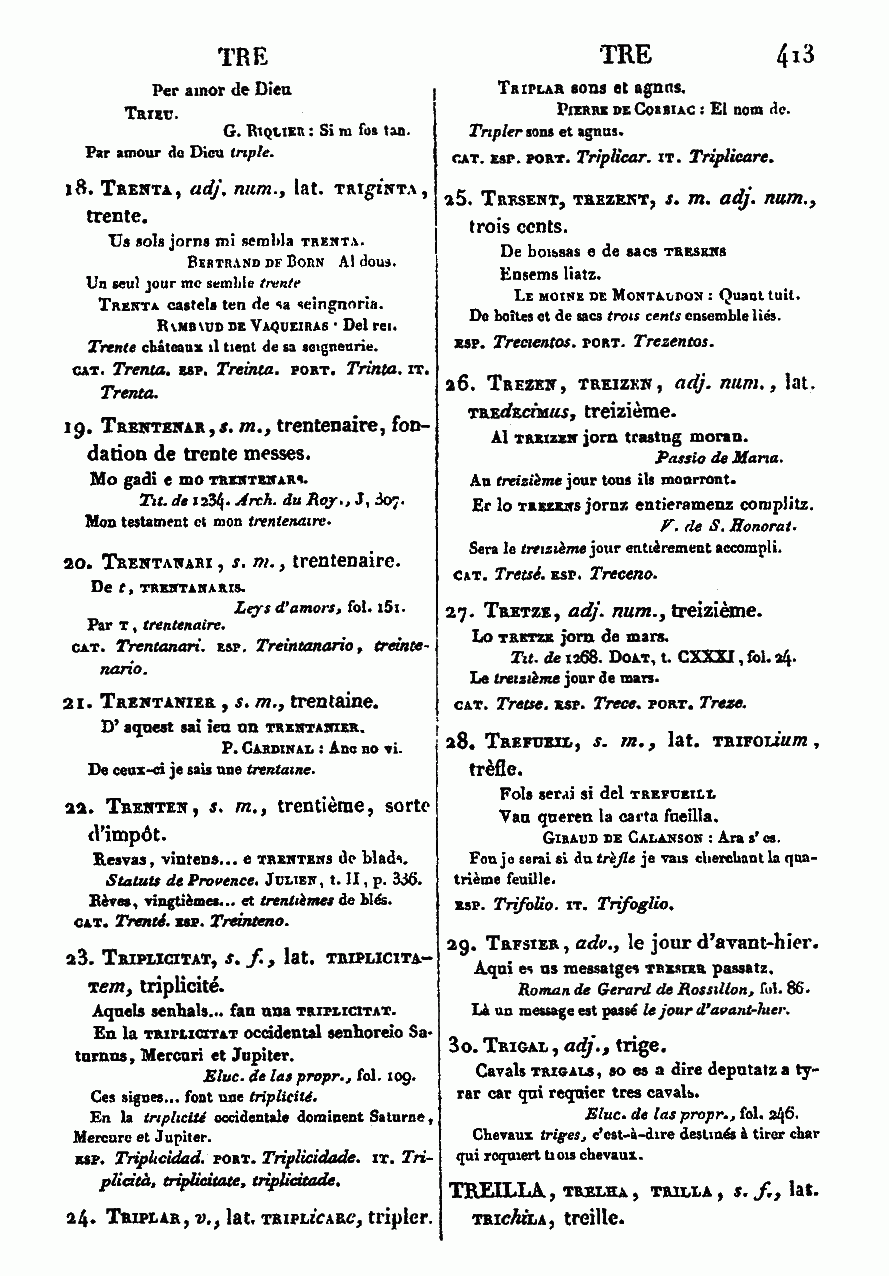 TRE
TRE 413
Per amor de Dieu
TRIEU.
G. RIQUIER : Si m fos tan.
Par amour de Dieu triple.
18. TRENTA, adj. num., lat. TRIGINTA,
trente.
Us sols jorns mi sembla TRENTA.
BERTRAND DE BORN Al dous.
Un seul jour me semble trente
TRENTA castels ten de sa seingnoria.
RAMBAUD DE VAQUEIRAS · Del rei.
Trente châteaux il tient de sa seigneurie.
CAT. Trenta. ESP. Treinta. PORT. Trinta. IT.
Trenta.
19. TRENTENAR, s. m., trentenaire, fon-
dation de trente messes.
Mo gadi e mo TRENTENARS.
Tit. de 1234. Arch. du Roy., J, 307.
Mon testament et mon trentenaire.
20. TRENTANARI, s. m., trentenaire.
De t, TRENTANARIS.
Leys d'amors, fol. 151.
Par T, trentenaire.
CAT. Trentanari. ESP. Treintanario, treinte-
nario.
21. TRENTANIER, s. m., trentaine.
D' aquest sai ieu un TRENTANIER.
P. CARDINAL : Anc no vi.
De ceux-ci je sais une trentaine.
22. TRENTEN, s. m., trentième, sorte
d'impôt.
Resvas, vintens... e TRENTENS de blads.
Statuts de Provence. JULIEN, t. II, p. 336.
Rèves, vingtièmes... et trentièmes de blés.
CAT. Trenté. ESP. Treinteno.
23. TRIPLICITAT, s. f., lat. TRIPLICITA-
TEM, triplicité.
Aquels senhals... fan una TRIPLICITAT.
En la TRIPLICITAT occidental senhoreio Sa-
turnus, Mercuri et Jupiter.
Eluc. de las propr., fol. 109.
Ces signes... font une triplicité.
En la triplicité occidentale dominent Saturne,
Mercure et Jupiter.
ESP. Triplicidad. PORT. Triplicidade. IT. Tri-
plicità, triplicitate, triplicitade.
24. TRIPLAR, v., lat. TRIPLICARE, tripler.
TRIPLAR sons et agnus.
PIERRE DE CORBIAC : El nom de.
Tripler sons et agnus.
CAT. ESP. PORT. Triplicar. IT. Triplicare.
25. TRESENT, TREZENT, s. m. adj. num.,
trois cents.
De boissas e de sacs TRESENS
Ensems liatz.
LE MOINE DE MONTAUDON : Quant tuit.
De boîtes et de sacs trois cents ensemble liés.
ESP. Trecientos. PORT. Trezentos.
26. TREZEN, TREIZEN, adj. num., lat.
TREDECIMUS, treizième.
Al TREIZEN jorn trastug moran.
Passio de Maria.
Au treizième jour tous ils mourront.
Er lo TREZENS jornz entieramenz complitz.
V. de S. Honorat.
Sera le treizième jour entièrement accompli.
CAT. Tretsé. ESP. Treceno.
27. TRETZE, adj. num., treizième.
Lo TRETZE jorn de mars.
Tit. de 1268. DOAT, t. CXXXI, fol. 24.
Le treizième jour de mars.
CAT. Tretse. ESP. Trece. PORT. Treze.
28. TREFUEIL, s. m., lat. TRIFOLIUM,
trèfle.
Fols serai si del TREFUEILL
Van queren la carta fueilla.
GIRAUD DE CALANSON : Ara s' es.
Fou je serai si du trèfle je vais cherchant la qua-
trième feuille.
ESP. Trifolio. IT. Trifoglio.
29. TRESIER, adv., le jour d'avant-hier.
Aqui es us messatges TRESIER passatz.
Roman de Gerard de Rossillon, fol. 86.
Là un message est passé le jour d'avant-hier.
30. TRIGAL, adj., trige.
Cavals TRIGALS, so es a dire deputatz a ty-
rar car qui requier tres cavals.
Eluc. de las propr., fol. 246.
Chevaux triges, c'est-à-dire destinés à tirer char
qui requiert trois chevaux.
TREILLA, TRELHA, TRILLA, s. f., lat.
TRICHILA, treille.